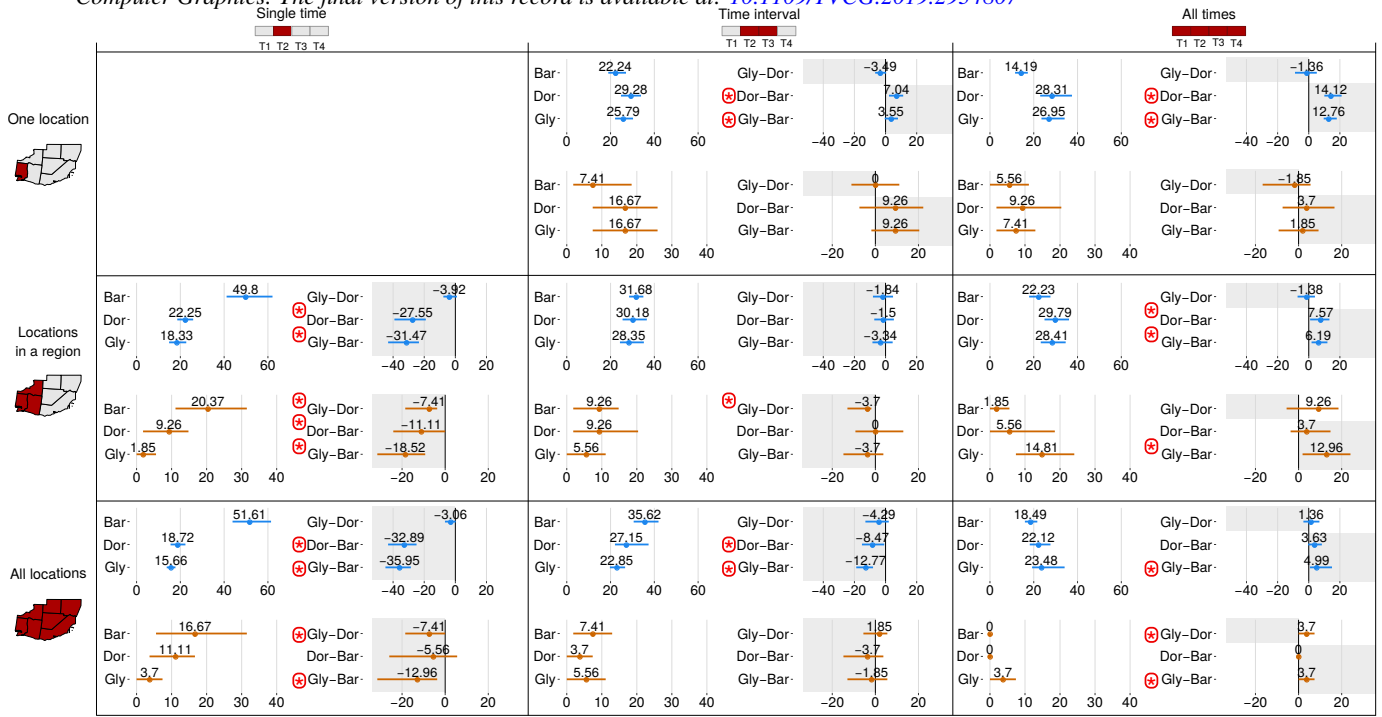 Computer Graphics. The final version of this record is available at: 10.1109/TVCG.2019.2934807
Single time
T1 T2 T3 T4
Time interval
T1 T2 T3 T4
All times
T1 T2 T3 T4
One location
Bar 22.24
Dor 29.28
Gly 25.79
0 20 40 60
Gly−Dor −3.49
* Dor−Bar 7.04
* Gly−Bar 3.55
−40 −20 0 20
Bar 14.19
Dor 28.31
Gly 26.95
0 20 40 60
Gly−Dor −1.36
* Dor−Bar 14.12
* Gly−Bar 12.76
−40 −20 0 20
Bar 7.41
Dor 16.67
Gly 16.67
0 10 20 30 40
Gly−Dor 0
Dor−Bar 9.26
Gly−Bar 9.26
−20 0 20
Bar 5.56
Dor 9.26
Gly 7.41
0 10 20 30 40
Gly−Dor −1.85
Dor−Bar 3.7
Gly−Bar 1.85
−20 0 20
Locations
in a region
Bar 49.8
Dor 22.25
Gly 18.33
0 20 40 60
Gly−Dor −3.92
* Dor−Bar −27.55
* Gly−Bar −31.47
−40 −20 0 20
Bar 31.68
Dor 30.18
Gly 28.35
0 20 40 60
Gly−Dor −1.84
Dor−Bar −1.5
Gly−Bar −3.34
−40 −20 0 20
Bar 22.23
Dor 29.79
Gly 28.41
0 20 40 60
Gly−Dor −1.38
* Dor−Bar 7.57
* Gly−Bar 6.19
−40 −20 0 20
Bar 20.37
Dor 9.26
Gly 1.85
0 10 20 30 40
* Gly−Dor −7.41
* Dor−Bar −11.11
* Gly−Bar −18.52
−20 0 20
Bar 9.26
Dor 9.26
Gly 5.56
0 10 20 30 40
* Gly−Dor −3.7
Dor−Bar 0
Gly−Bar −3.7
−20 0 20
Bar 1.85
Dor 5.56
Gly 14.81
0 10 20 30 40
Gly−Dor 9.26
Dor−Bar 3.7
* Gly−Bar 12.96
−20 0 20
All locations
Bar 51.61
Dor 18.72
Gly 15.66
0 20 40 60
Gly−Dor −3.06
* Dor−Bar −32.89
* Gly−Bar −35.95
−40 −20 0 20
Bar 35.62
Dor 27.15
Gly 22.85
0 20 40 60
Gly−Dor −4.29
* Dor−Bar −8.47
* Gly−Bar −12.77
−40 −20 0 20
Bar 18.49
Dor 22.12
Gly 23.48
0 20 40 60
Gly−Dor 1.36
Dor−Bar 3.63
* Gly−Bar 4.99
−40 −20 0 20
Bar 16.67
Dor 11.11
Gly 3.7
0 10 20 30 40
* Gly−Dor −7.41
Dor−Bar −5.56
* Gly−Bar −12.96
−20 0 20
Bar 7.41
Dor 3.7
Gly 5.56
0 10 20 30 40
Gly−Dor 1.85
Dor−Bar −3.7
Gly−Bar −1.85
−20 0 20
Bar 0
Dor 0
Gly 3.7
0 10 20 30 40
* Gly−Dor 3.7
Dor−Bar 0
* Gly−Bar 3.7
−20 0 20